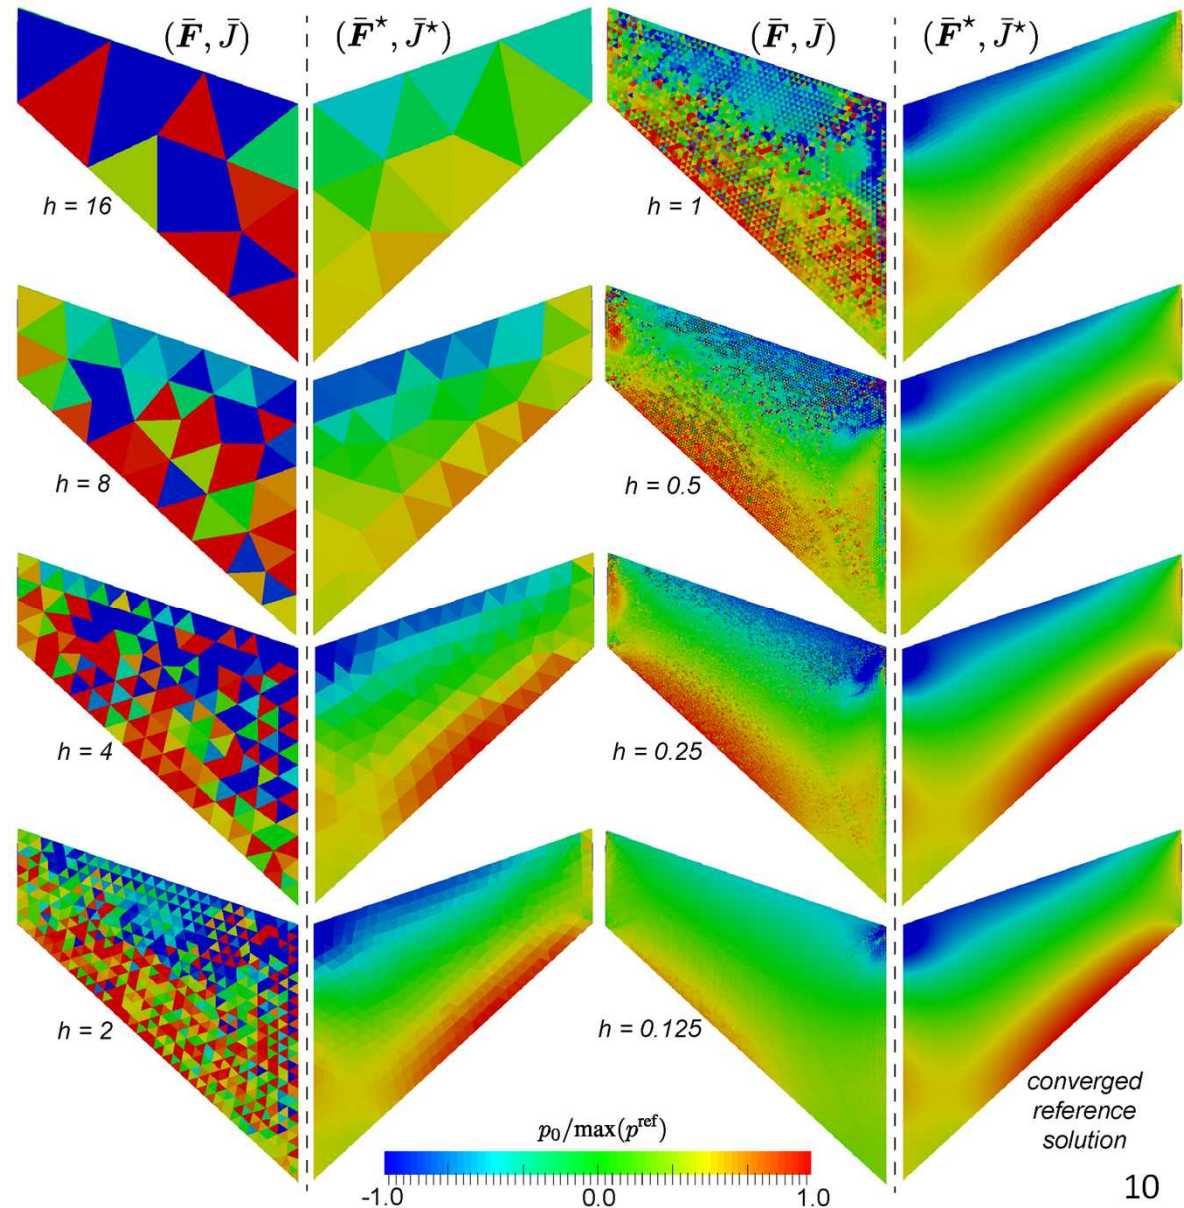 (F̄, J̄) (F̄*, J̄*) (F̄, J̄) (F̄*, J̄*)
h = 16
h = 1
h = 8
h = 0.5
h = 4
h = 0.25
h = 2
h = 0.125
converged
reference
solution
p₀/max(pʳᵉᶠ)
-1.0 0.0 1.0
10